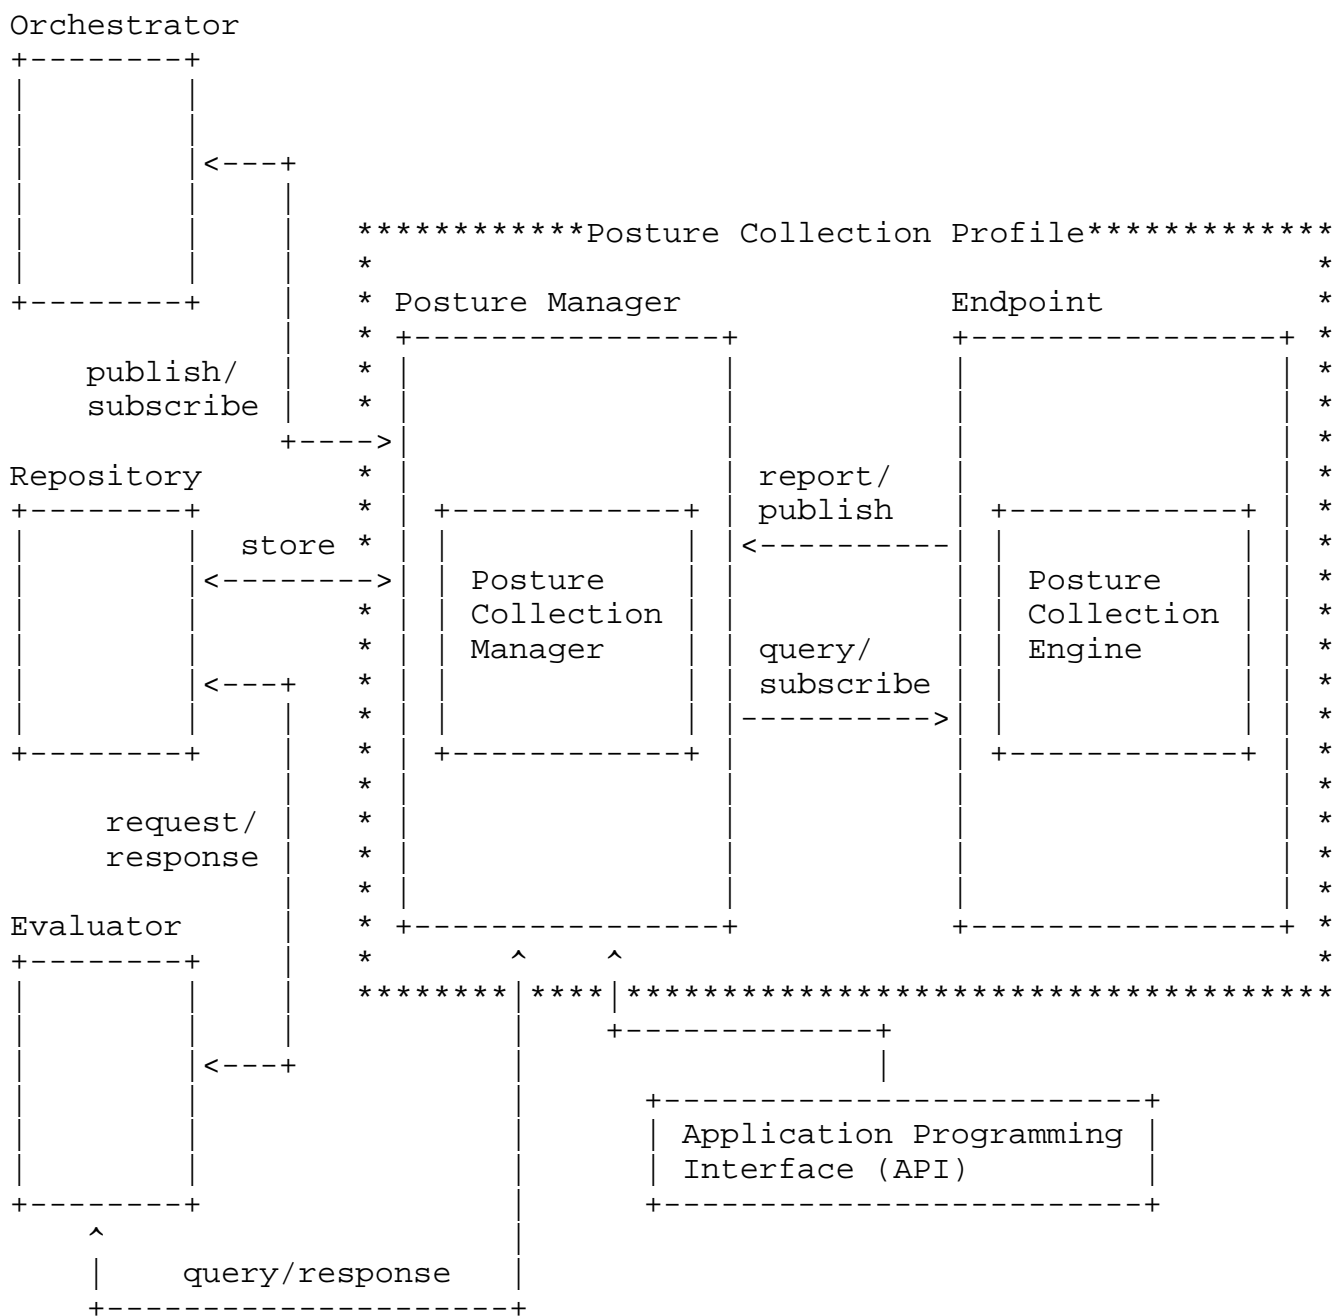 Orchestrator
Posture Collection Profile
Posture Manager
Endpoint
publish/
subscribe
Repository
report/
publish
store
Posture
Collection
Manager
Posture
Collection
Engine
query/
subscribe
request/
response
Evaluator
Application Programming
Interface (API)
query/response